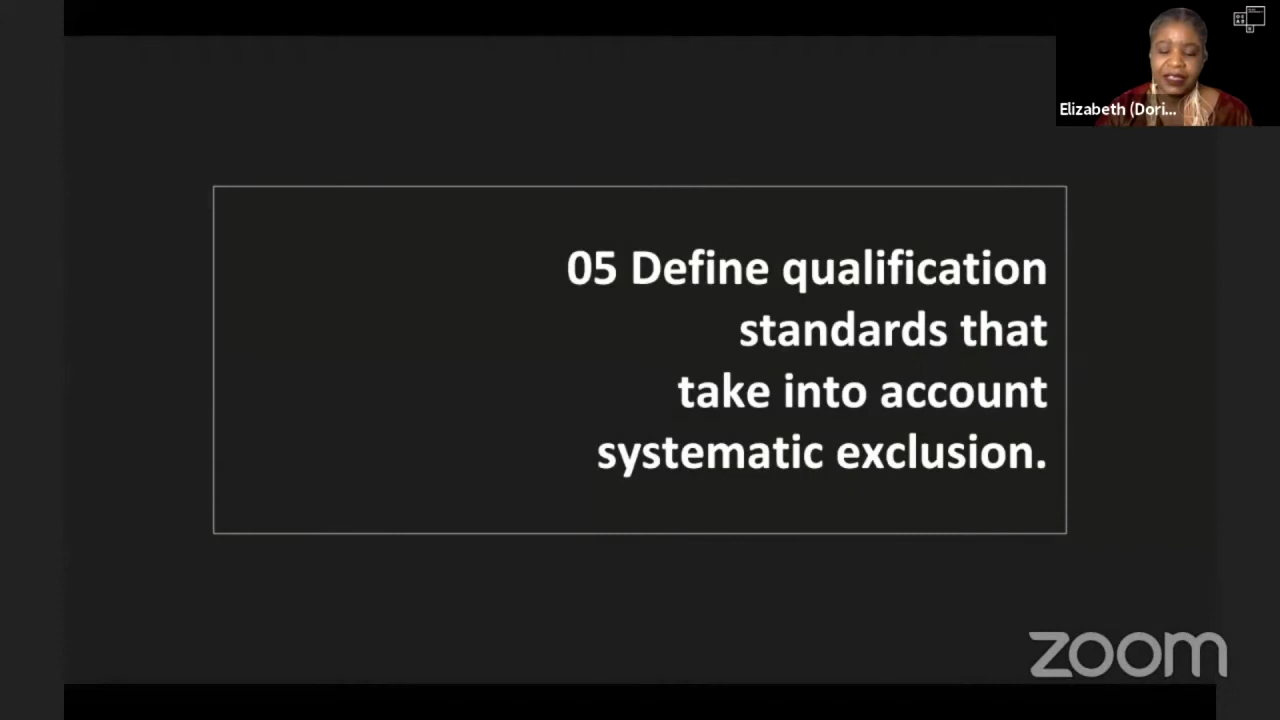 Elizabeth (Dori...
05 Define qualification
standards that
take into account
systematic exclusion.
zoom